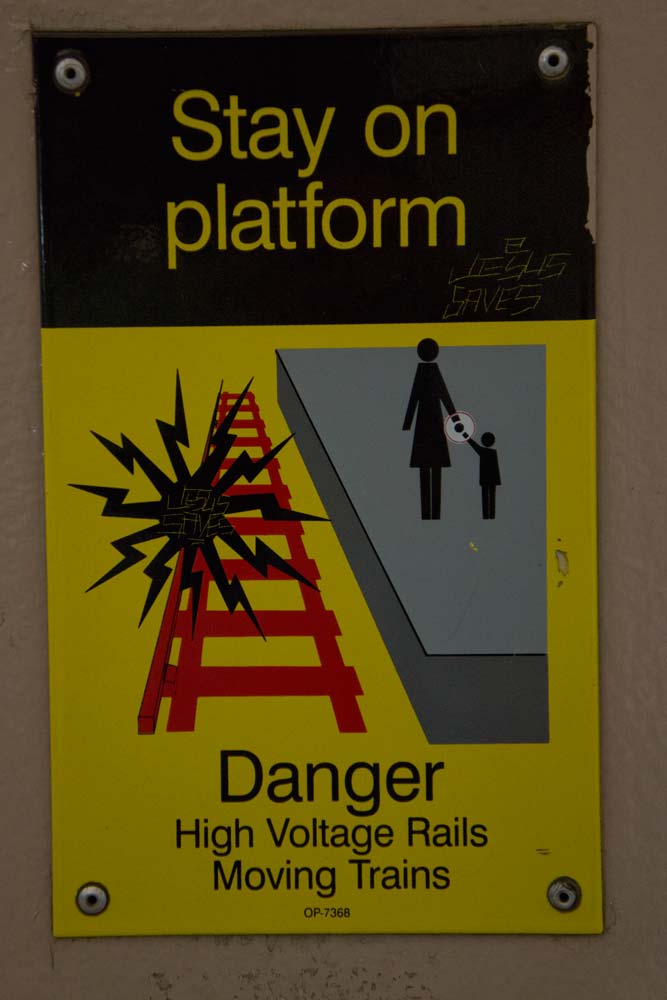 Stay on
platform
JESUS
SAVES
JESUS
SAVES
Danger
High Voltage Rails
Moving Trains
OP-7368